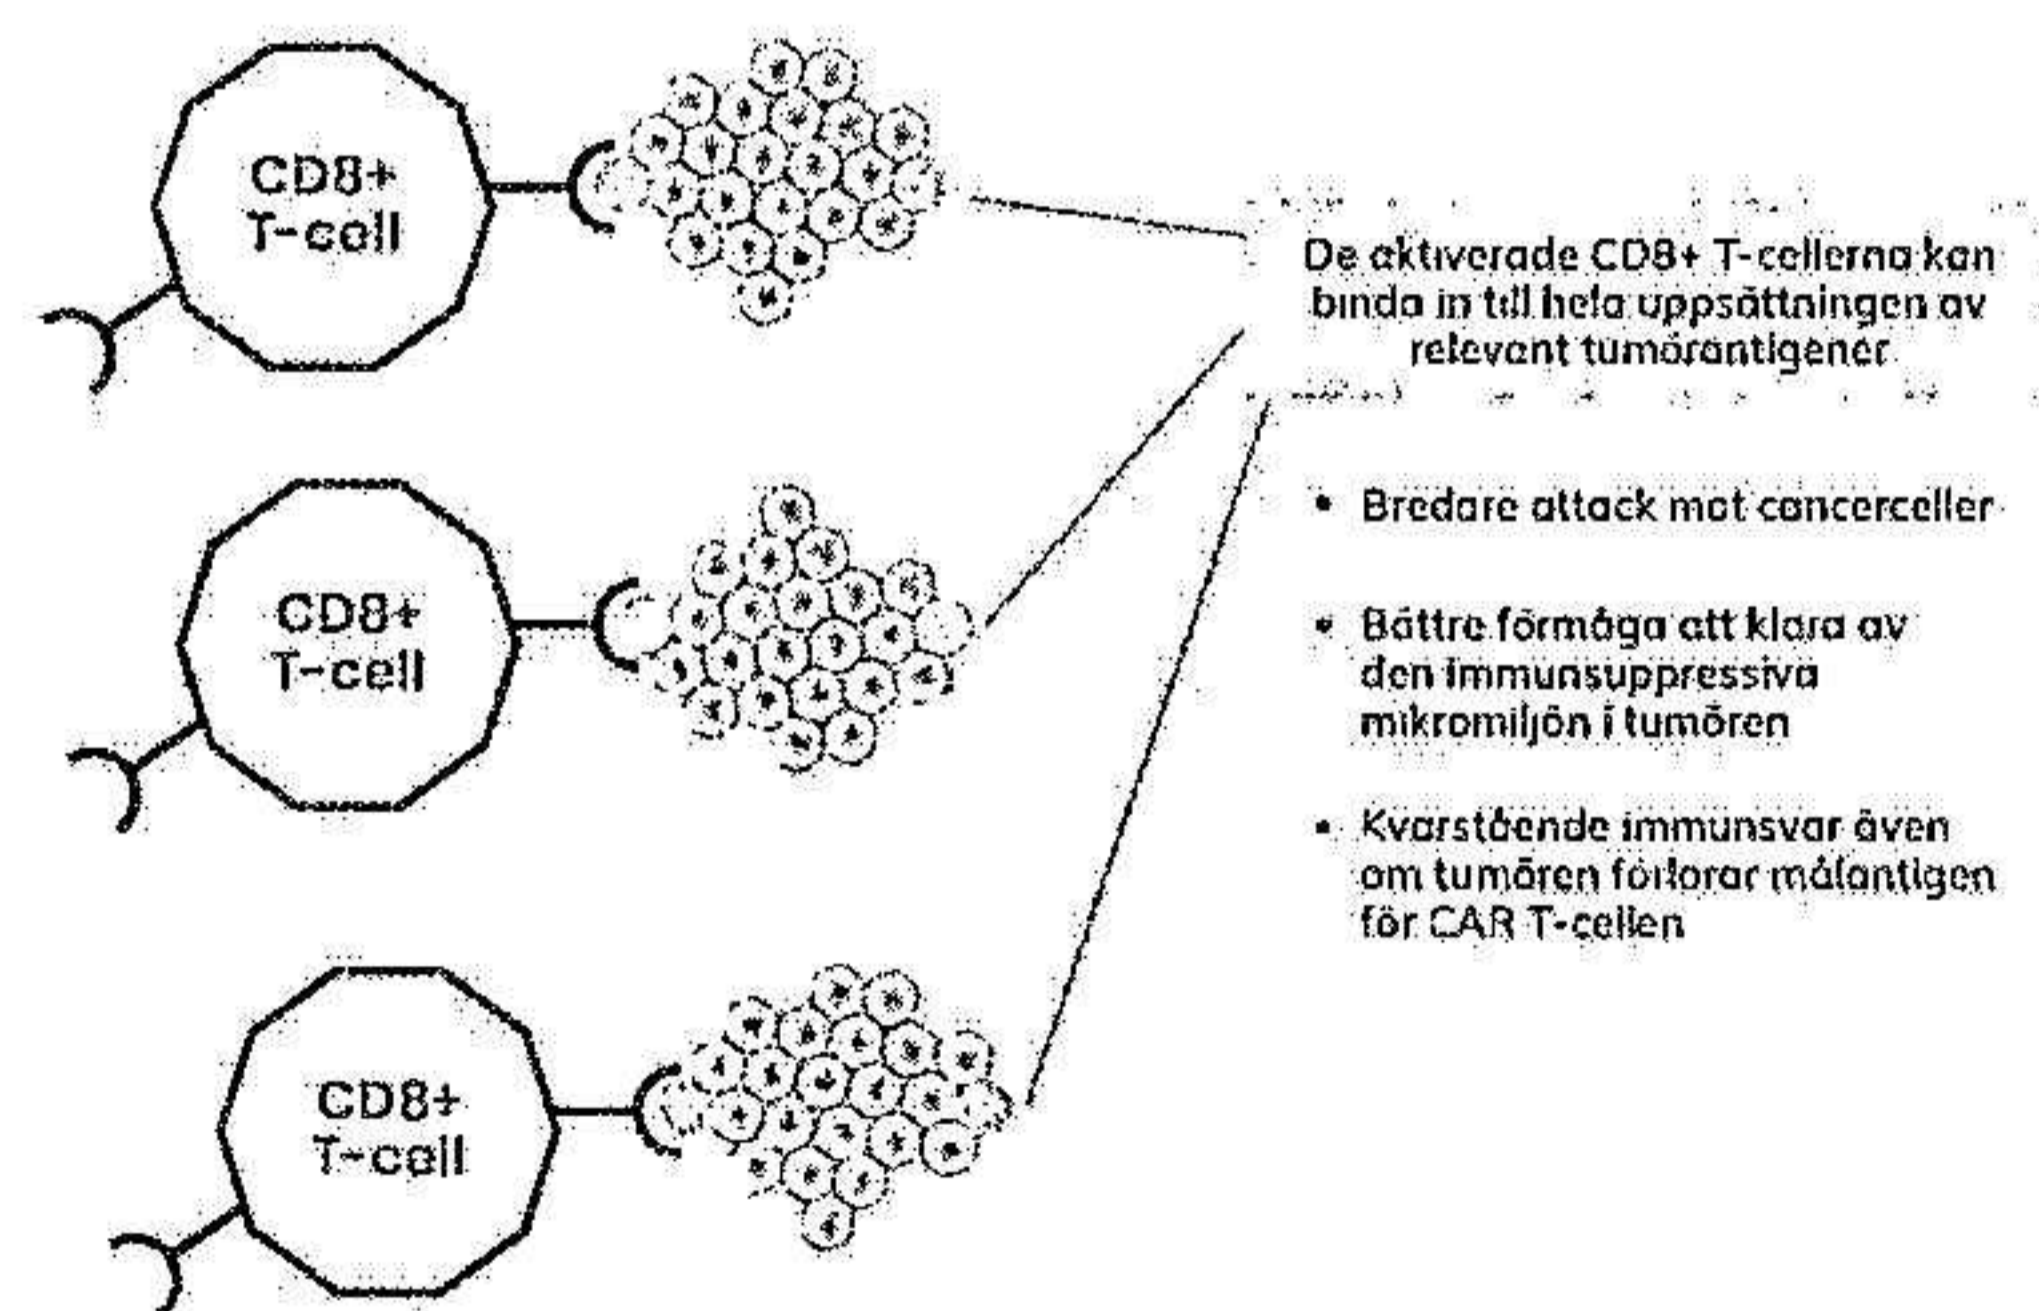 CD8+
T-cell
De aktiverade CD8+ T-cellerna kan
binda in till hela uppsättningen av
relevant tumörantigener
• Bredare attack mot cancerceller
CD8+
T-cell
• Bättre förmåga att klara av
den immunsuppressiva
mikromiljön i tumören
• Kvarstående immunsvar även
om tumören förlorar målantigen
för CAR T-cellen
CD8+
T-cell